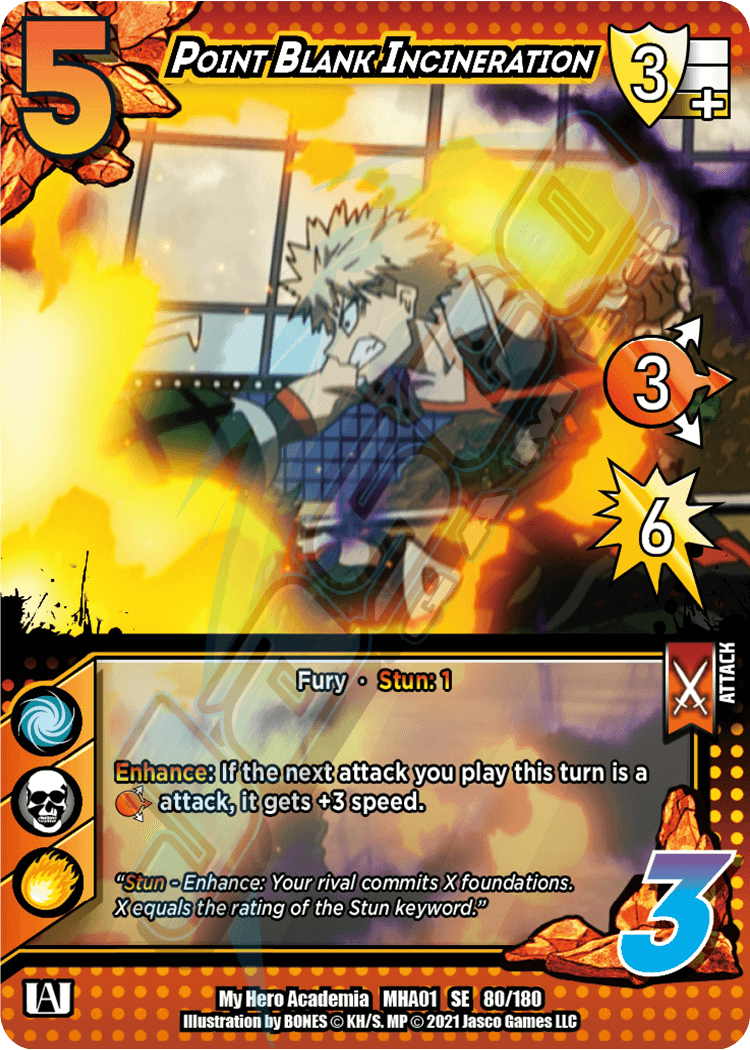 5
POINT BLANK INCINERATION
3
+
3
6
ATTACK
Fury • Stun: 1
Enhance: If the next attack you play this turn is a
attack, it gets +3 speed.
"Stun - Enhance: Your rival commits X foundations.
X equals the rating of the Stun keyword."
3
UA
My Hero Academia MHA01 SE 80/180
Illustration by BONES © KH/S. MP © 2021 Jasco Games LLC